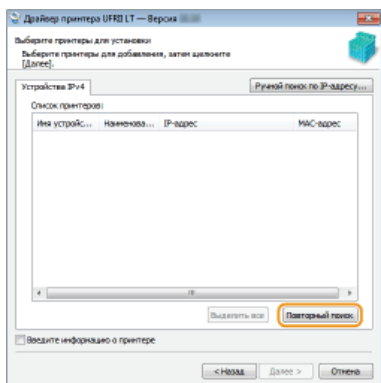 Драйвер принтера UFRII LT — Версия
Выберите принтеры для установки
Выберите принтеры для добавления, затем щелкните
[Далее].
Устройства IPv4
Ручной поиск по IP-адресу...
Список принтеров:
Имя устройс... Наименова... IP-адрес MAC-адрес
Выделить все
Повторный поиск
Введите информацию о принтере
< Назад
Далее >
Отмена